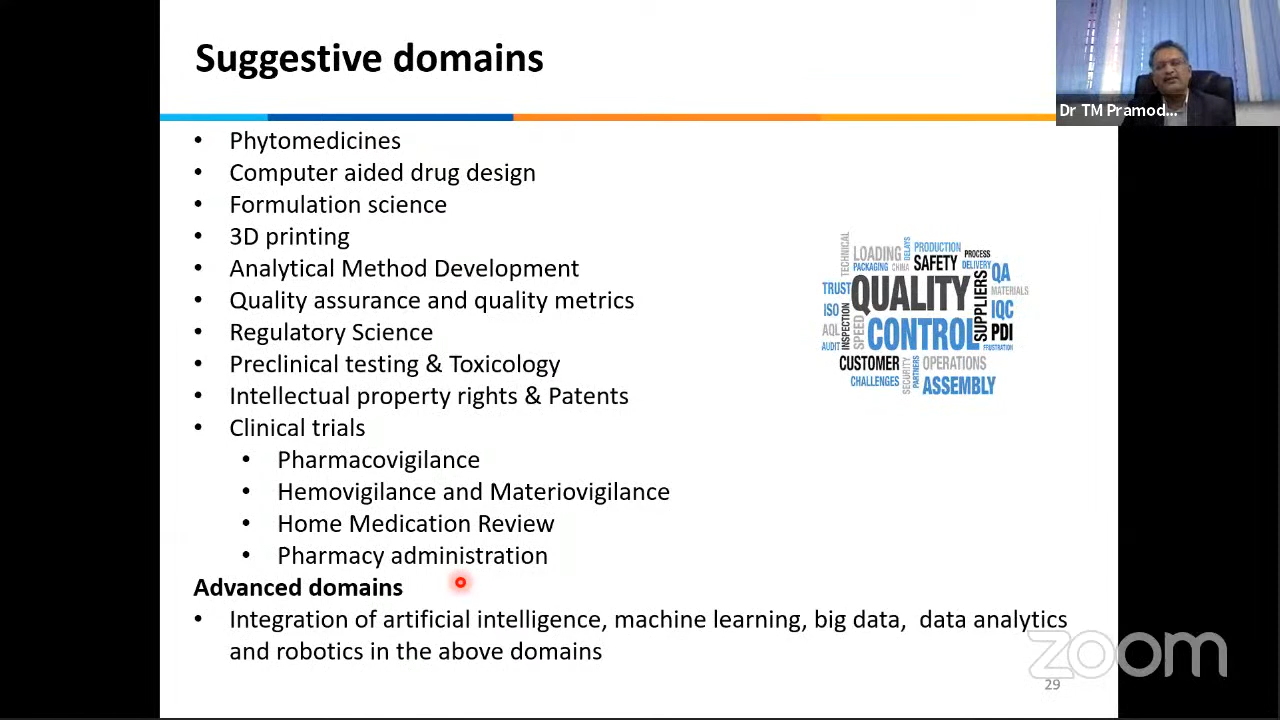 Suggestive domains
Dr TM Pramod...
• Phytomedicines
• Computer aided drug design
• Formulation science
• 3D printing
• Analytical Method Development
• Quality assurance and quality metrics
• Regulatory Science
• Preclinical testing & Toxicology
• Intellectual property rights & Patents
• Clinical trials
• Pharmacovigilance
• Hemovigilance and Materiovigilance
• Home Medication Review
• Pharmacy administration
Advanced domains
• Integration of artificial intelligence, machine learning, big data, data analytics
and robotics in the above domains
TECHNICAL
LOADING
DELAYS
PRODUCTION
PROCESS
PACKAGING
CHINA
SAFETY
DELIVERY
QA
TRUST
QUALITY
SUPPLIERS
MATERIALS
ISO
INSPECTION
SPEED
CONTROL
IQC
AQL
PDI
AUDIT
FRUSTRATION
CUSTOMER
SECURITY
PARTNERS
OPERATIONS
CHALLENGES
ASSEMBLY
zoom
29